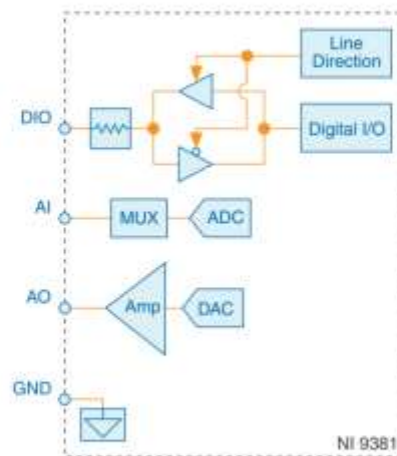 Line
Direction
DIO
Digital I/O
AI
MUX
ADC
AO
Amp
DAC
GND
NI 9381